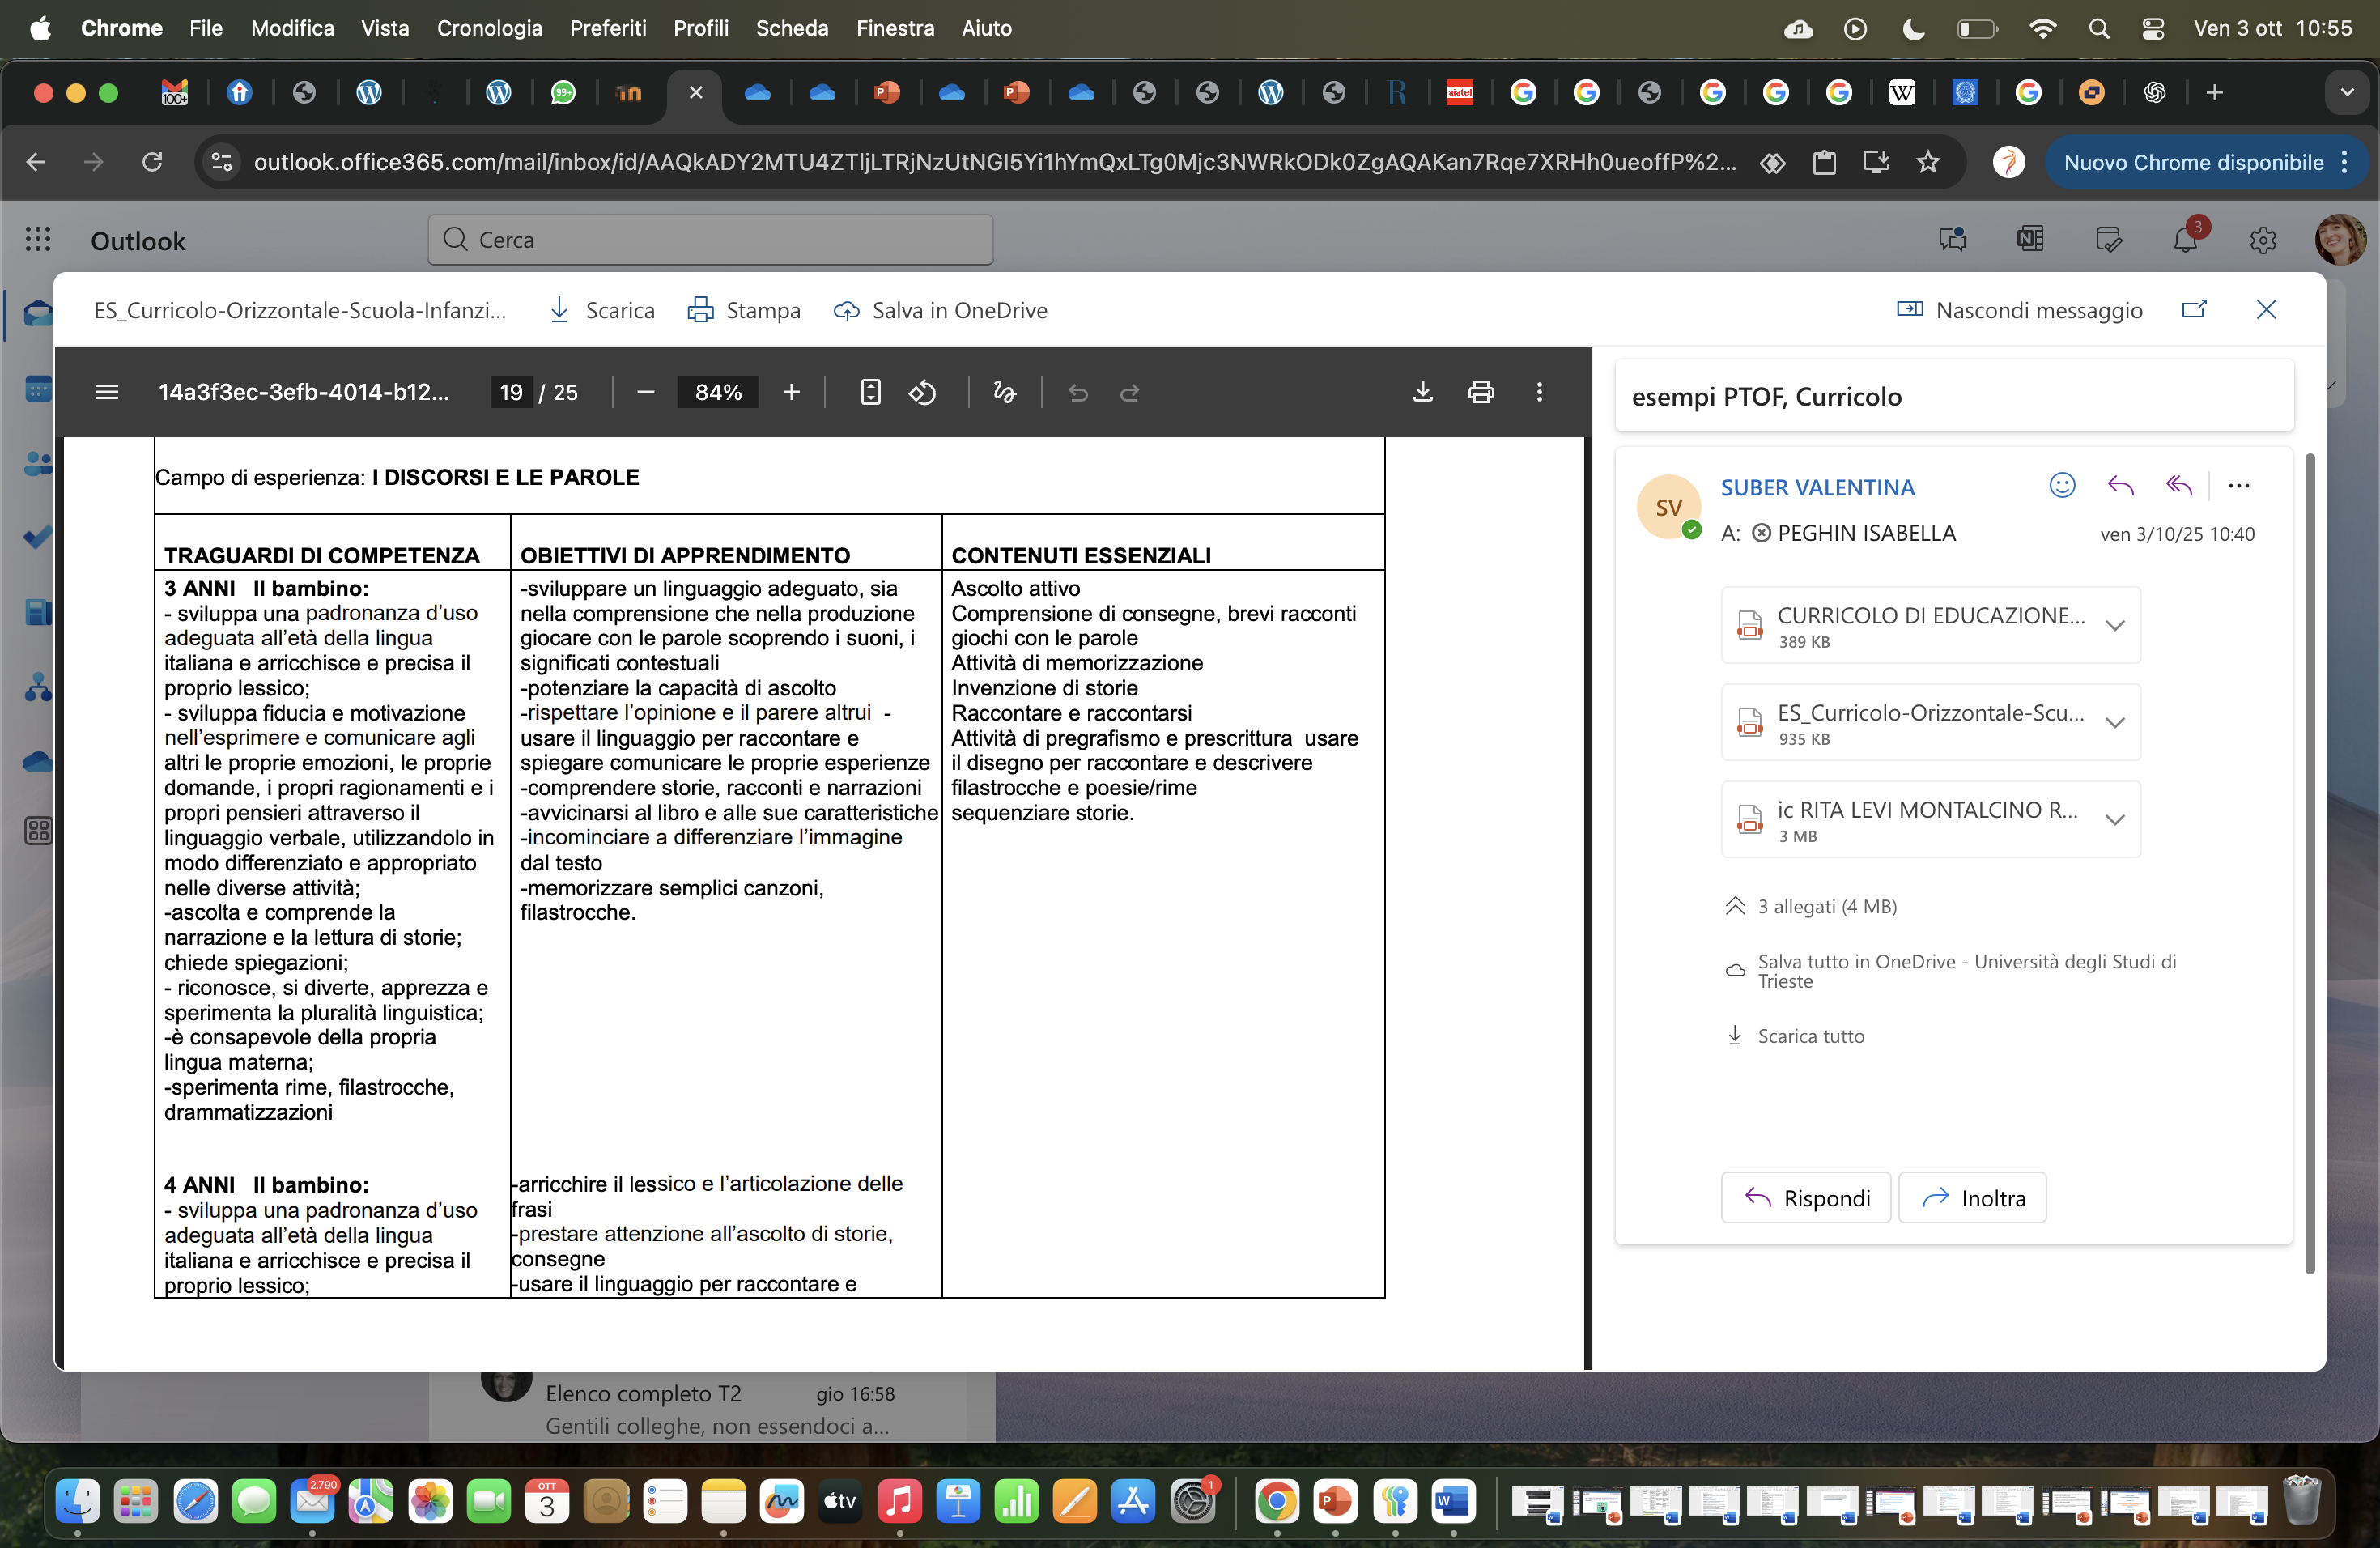 Chrome File Modifica Vista Cronologia Preferiti Profili Scheda Finestra Aiuto
Ven 3 ott 10:55
100+
99+
aiatel
outlook.office365.com/mail/inbox/id/AAQkADY2MTU4ZTljLTRjNzUtNGI5Yi1hYmQxLTg0Mjc3NWRkODk0ZgAQAKan7Rqe7XRHh0ueoffP%2...
Nuovo Chrome disponibile
Outlook
Cerca
3
ES_Curricolo-Orizzontale-Scuola-Infanzi...
Scarica
Stampa
Salva in OneDrive
Nascondi messaggio
14a3f3ec-3efb-4014-b12...
19 / 25
84%
Campo di esperienza: I DISCORSI E LE PAROLE
TRAGUARDI DI COMPETENZA
3 ANNI Il bambino:
- sviluppa una padronanza d’uso
adeguata all’età della lingua
italiana e arricchisce e precisa il
proprio lessico;
- sviluppa fiducia e motivazione
nell’esprimere e comunicare agli
altri le proprie emozioni, le proprie
domande, i propri ragionamenti e i
propri pensieri attraverso il
linguaggio verbale, utilizzandolo in
modo differenziato e appropriato
nelle diverse attività;
-ascolta e comprende la
narrazione e la lettura di storie;
chiede spiegazioni;
- riconosce, si diverte, apprezza e
sperimenta la pluralità linguistica;
-è consapevole della propria
lingua materna;
-sperimenta rime, filastrocche,
drammatizzazioni
4 ANNI Il bambino:
- sviluppa una padronanza d’uso
adeguata all’età della lingua
italiana e arricchisce e precisa il
proprio lessico;
OBIETTIVI DI APPRENDIMENTO
-sviluppare un linguaggio adeguato, sia
nella comprensione che nella produzione
giocare con le parole scoprendo i suoni, i
significati contestuali
-potenziare la capacità di ascolto
-rispettare l’opinione e il parere altrui -
usare il linguaggio per raccontare e
spiegare comunicare le proprie esperienze
-comprendere storie, racconti e narrazioni
-avvicinarsi al libro e alle sue caratteristiche
-incominciare a differenziare l’immagine
dal testo
-memorizzare semplici canzoni,
filastrocche.
-arricchire il lessico e l’articolazione delle
frasi
-prestare attenzione all’ascolto di storie,
consegne
-usare il linguaggio per raccontare e
CONTENUTI ESSENZIALI
Ascolto attivo
Comprensione di consegne, brevi racconti
giochi con le parole
Attività di memorizzazione
Invenzione di storie
Raccontare e raccontarsi
Attività di pregrafismo e prescrittura usare
il disegno per raccontare e descrivere
filastrocche e poesie/rime
sequenziare storie.
esempi PTOF, Curricolo
SV
SUBER VALENTINA
A: PEGHIN ISABELLA
ven 3/10/25 10:40
CURRICOLO DI EDUCAZIONE...
389 KB
ES_Curricolo-Orizzontale-Scu...
935 KB
ic RITA LEVI MONTALCINO R...
3 MB
3 allegati (4 MB)
Salva tutto in OneDrive - Università degli Studi di
Trieste
Scarica tutto
Rispondi
Inoltra
Elenco completo T2
gio 16:58
Gentili colleghe, non essendoci a...
2.790
OTT
3
tv
1